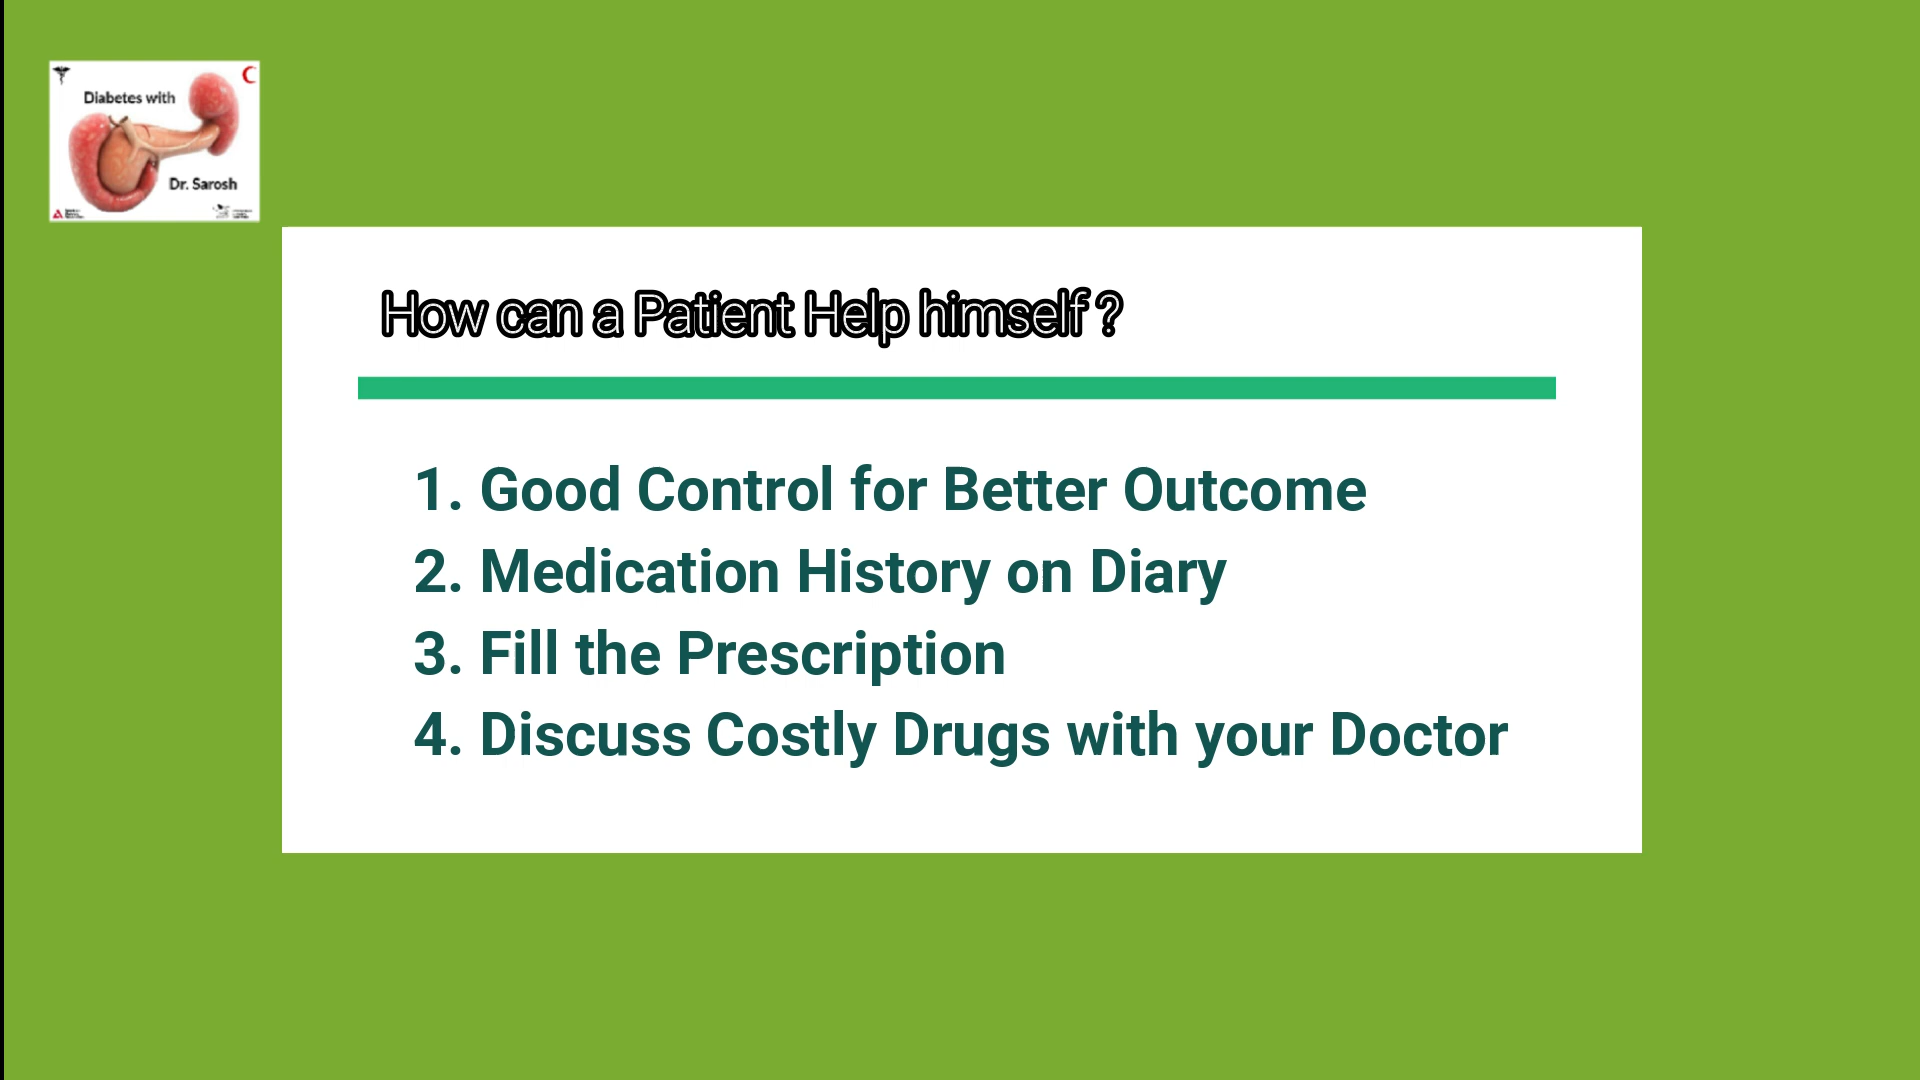 Diabetes with
Dr. Sarosh
How can a Patient Help himself ?
1. Good Control for Better Outcome
2. Medication History on Diary
3. Fill the Prescription
4. Discuss Costly Drugs with your Doctor